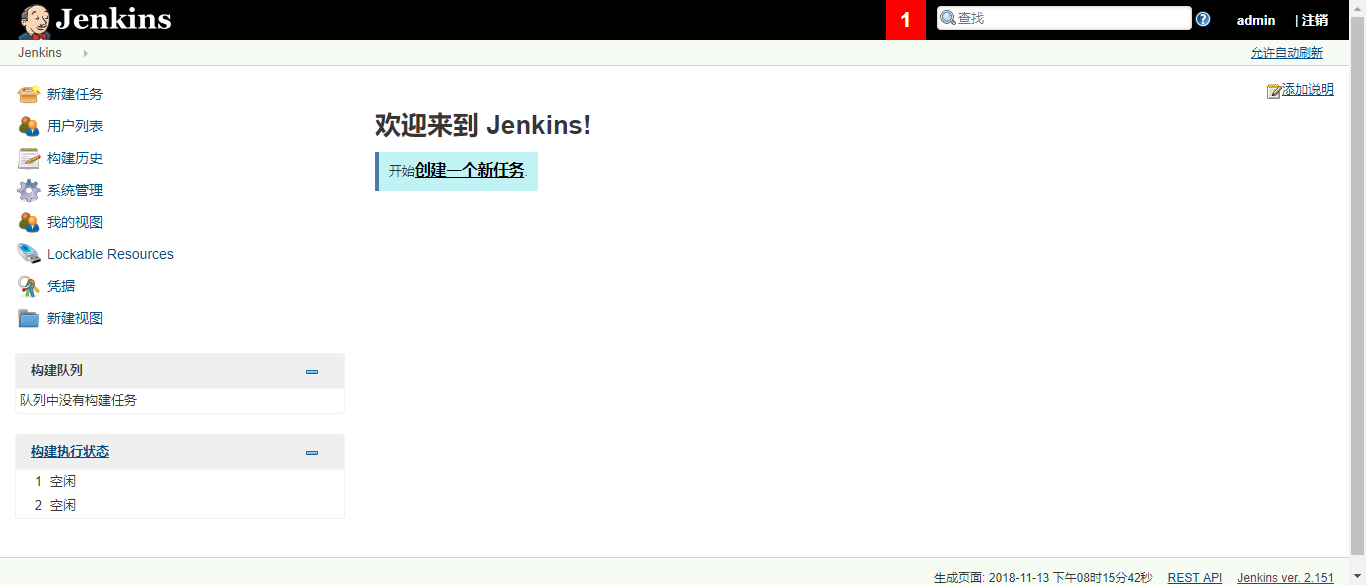 Jenkins
1
查找
admin
| 注销
Jenkins
允许自动刷新
添加说明
新建任务
用户列表
构建历史
系统管理
我的视图
Lockable Resources
凭据
新建视图
欢迎来到 Jenkins!
开始创建一个新任务.
构建队列
队列中没有构建任务
构建执行状态
1 空闲
2 空闲
生成页面: 2018-11-13 下午08时15分42秒 REST API Jenkins ver. 2.151